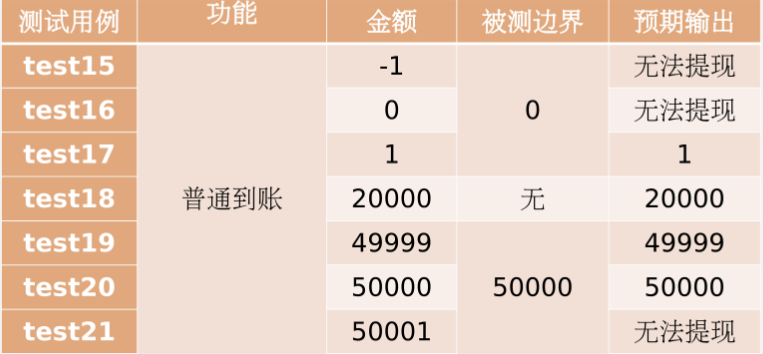 测试用例 功能 金额 被测边界 预期输出
test15 -1 无法提现
test16 0 0 无法提现
test17 1 1
test18 普通到账 20000 无 20000
test19 49999 49999
test20 50000 50000 50000
test21 50001 无法提现